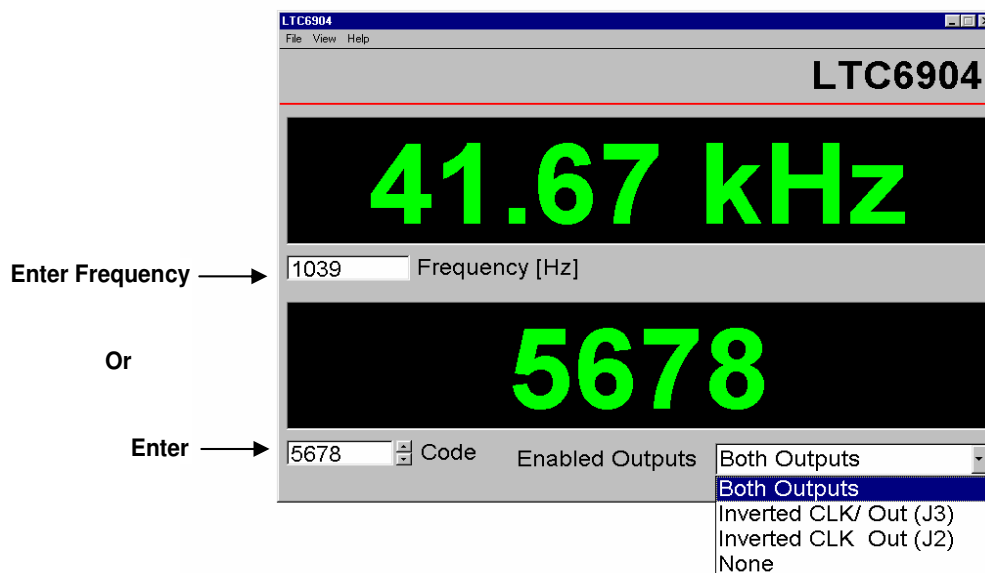 LTC6904
File View Help
LTC6904
41.67 kHz
Enter Frequency
1039 Frequency [Hz]
5678
Or
Enter
5678 Code Enabled Outputs Both Outputs
Both Outputs
Inverted CLK/ Out (J3)
Inverted CLK Out (J2)
None